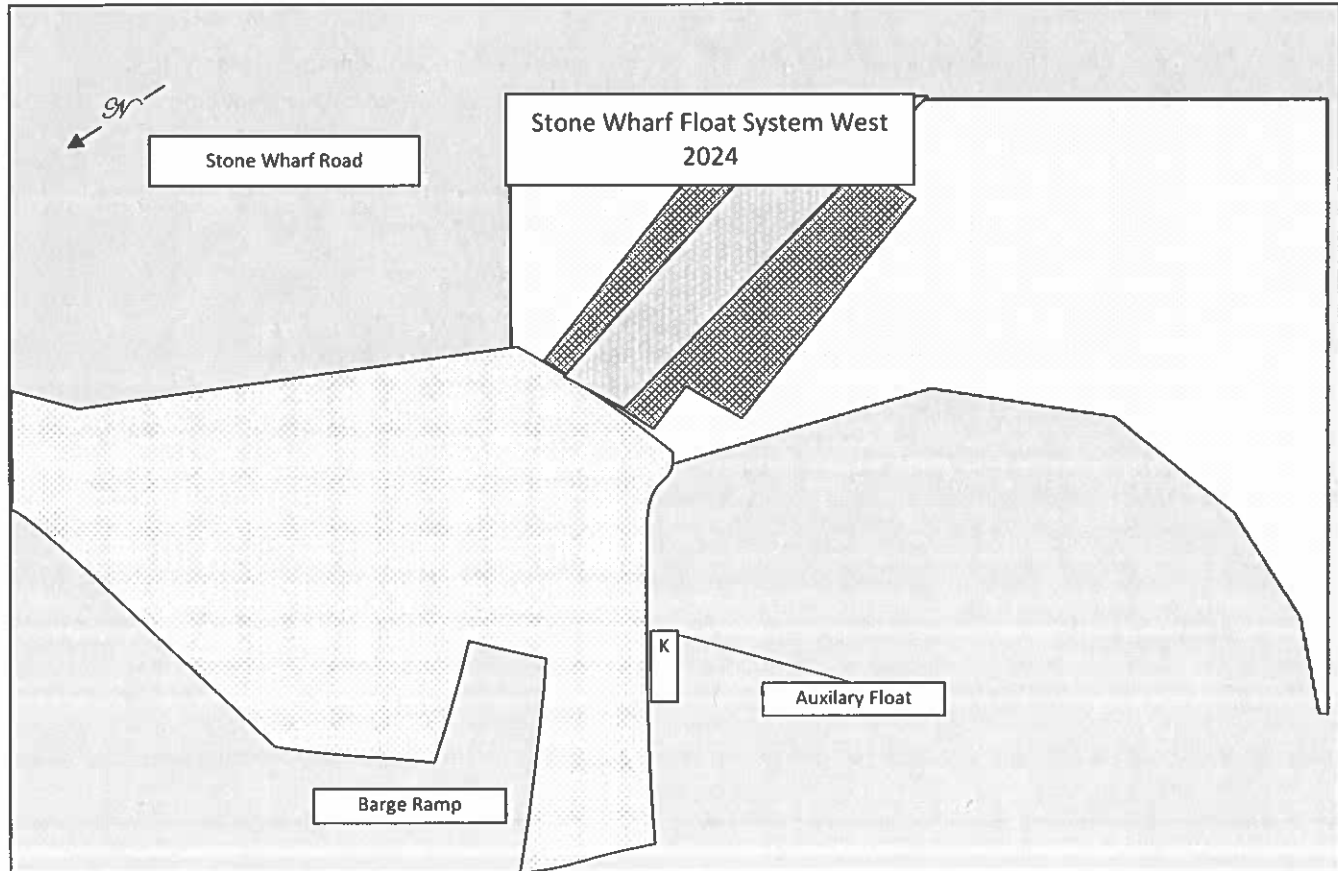 N
Stone Wharf Road
Stone Wharf Float System West
2024
K
Auxilary Float
Barge Ramp